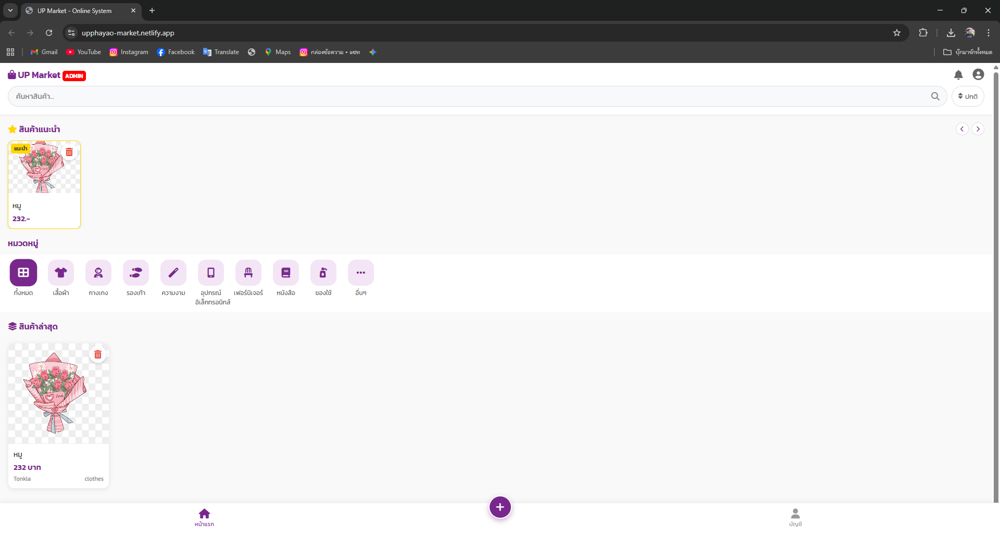 UP Market - Online System
upphayao-market.netlify.app
Gmail YouTube Instagram Facebook Translate Maps กล่องข้อความ • แชท บุ๊กมาร์กทั้งหมด
UP Market ADMIN
ค้นหาสินค้า... ปกติ
สินค้าแนะนำ
แนะนำ
หมู
232.-
หมวดหมู่
ทั้งหมด เสื้อผ้า กางเกง รองเท้า ความงาม อุปกรณ์ เฟอร์นิเจอร์ หนังสือ ของใช้ อื่นๆ
อิเล็กทรอนิกส์
สินค้าล่าสุด
Love
หมู
232 บาท
Tonkla clothes
หน้าแรก บัญชี